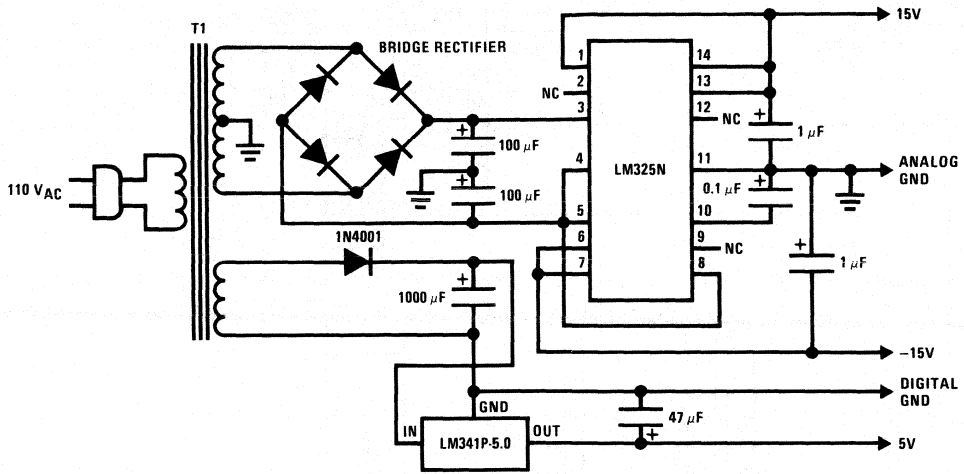 T1
BRIDGE RECTIFIER
110 VAC
1N4001
+
100 µF
+
100 µF
+
1000 µF
LM325N
1
2
3
4
5
6
7
14
13
12
11
10
9
8
NC
NC
NC
+
1 µF
+
0.1 µF
+
1 µF
15V
ANALOG
GND
−15V
DIGITAL
GND
5V
GND
IN
LM341P-5.0
OUT
47 µF
+